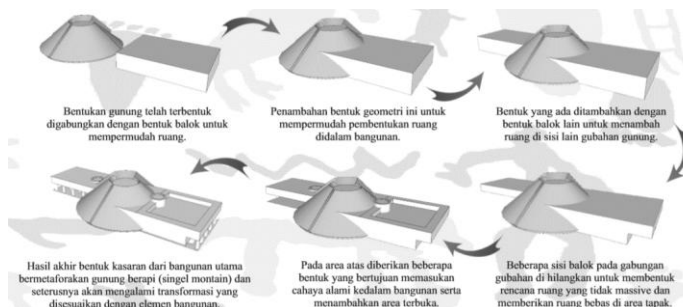 Bentukan gunung telah terbentuk
digabungkan dengan bentuk balok untuk
mempermudah ruang.
Penambahan bentuk geometri ini untuk
mempermudah pembentukan ruang
didalam bangunan.
Bentuk yang ada ditambahkan dengan
bentuk balok lain untuk menambah
ruang di sisi lain gubahan gunung.
Hasil akhir bentuk kasaran dari bangunan utama
bermetaforakan gunung berapi (singel montain) dan
seterusnya akan mengalami transformasi yang
disesuaikan dengan elemen bangunan.
Pada area atas diberikan beberapa
bentuk yang bertujuan memasukan
cahaya alami kedalam bangunan serta
menambahkan area terbuka.
Beberapa sisi balok pada gabungan
gubahan di hilangkan untuk membentuk
rencana ruang yang tidak massive dan
memberikan ruang bebas di area tapak.